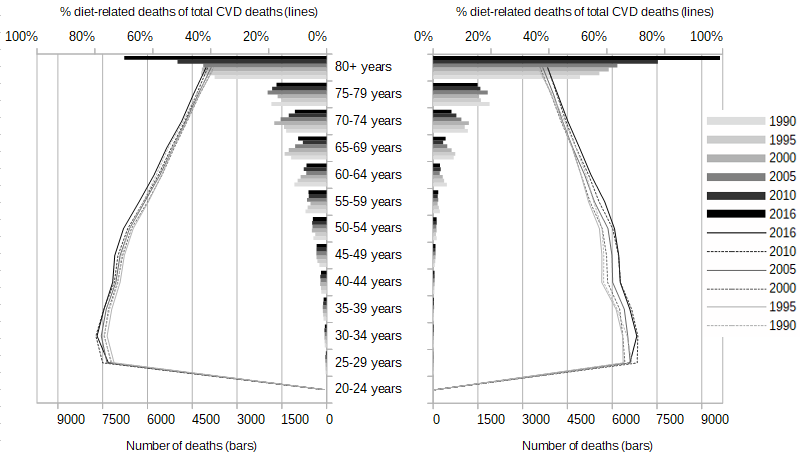 % diet-related deaths of total CVD deaths (lines) % diet-related deaths of total CVD deaths (lines)
100% 80% 60% 40% 20% 0% 0% 20% 40% 60% 80% 100%
80+ years
75-79 years
70-74 years
65-69 years
60-64 years
55-59 years
50-54 years
45-49 years
40-44 years
35-39 years
30-34 years
25-29 years
20-24 years
1990
1995
2000
2005
2010
2016
2016
2010
2005
2000
1995
1990
9000 7500 6000 4500 3000 1500 0 0 1500 3000 4500 6000 7500 9000
Number of deaths (bars) Number of deaths (bars)